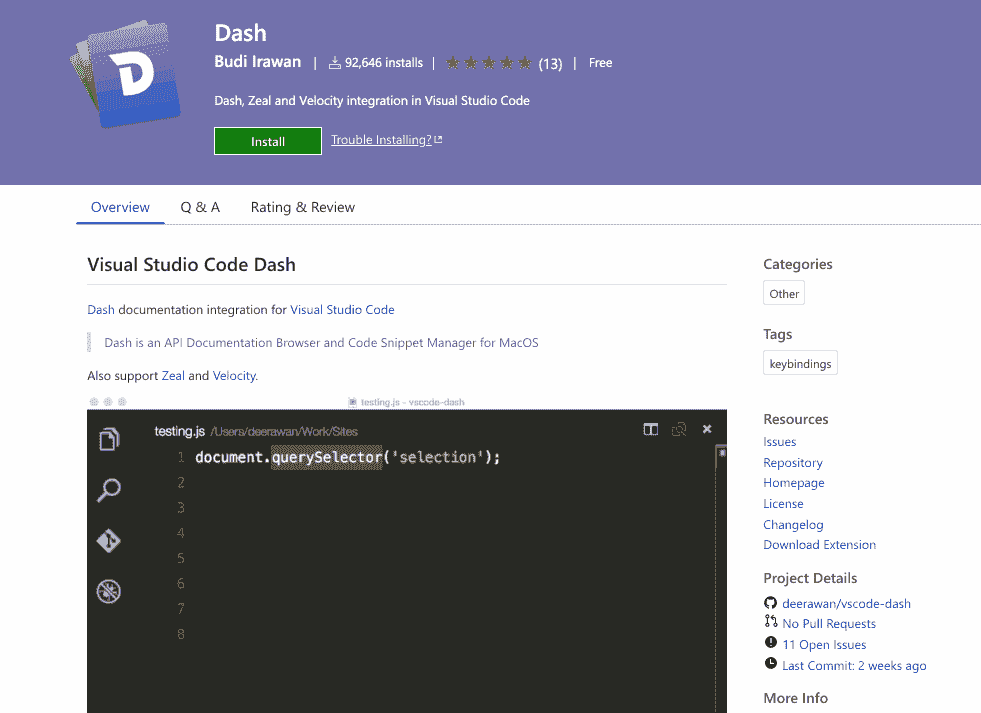 Dash
Budi Irawan | 92,646 installs | (13) | Free
Dash, Zeal and Velocity integration in Visual Studio Code
Install Trouble Installing?
Overview Q & A Rating & Review
Visual Studio Code Dash
Dash documentation integration for Visual Studio Code
Dash is an API Documentation Browser and Code Snippet Manager for MacOS
Also support Zeal and Velocity.
testing.js - vscode-dash
testing.js /Users/deerawan/Work/Sites
1 document.querySelector('selection');
2
3
4
5
6
7
8
Categories
Other
Tags
keybindings
Resources
Issues
Repository
Homepage
License
Changelog
Download Extension
Project Details
deerawan/vscode-dash
No Pull Requests
11 Open Issues
Last Commit: 2 weeks ago
More Info